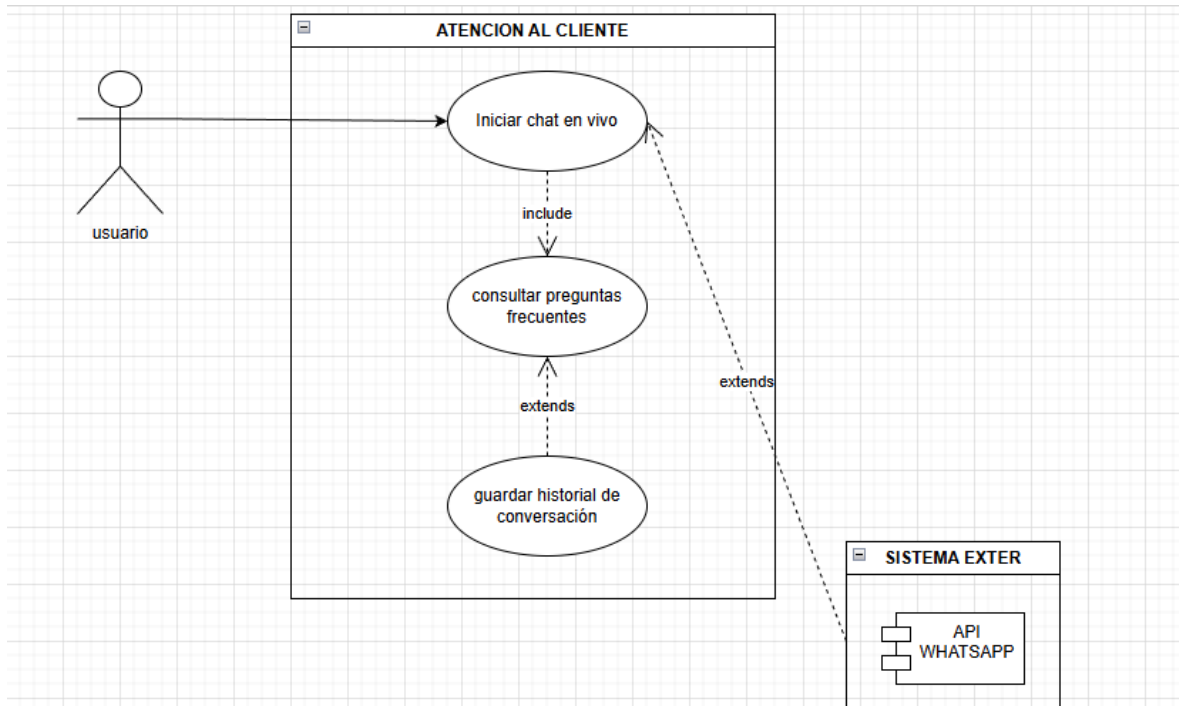 ATENCION AL CLIENTE
Iniciar chat en vivo
include
usuario
consultar preguntas
frecuentes
extends
extends
guardar historial de
conversación
SISTEMA EXTER
API
WHATSAPP